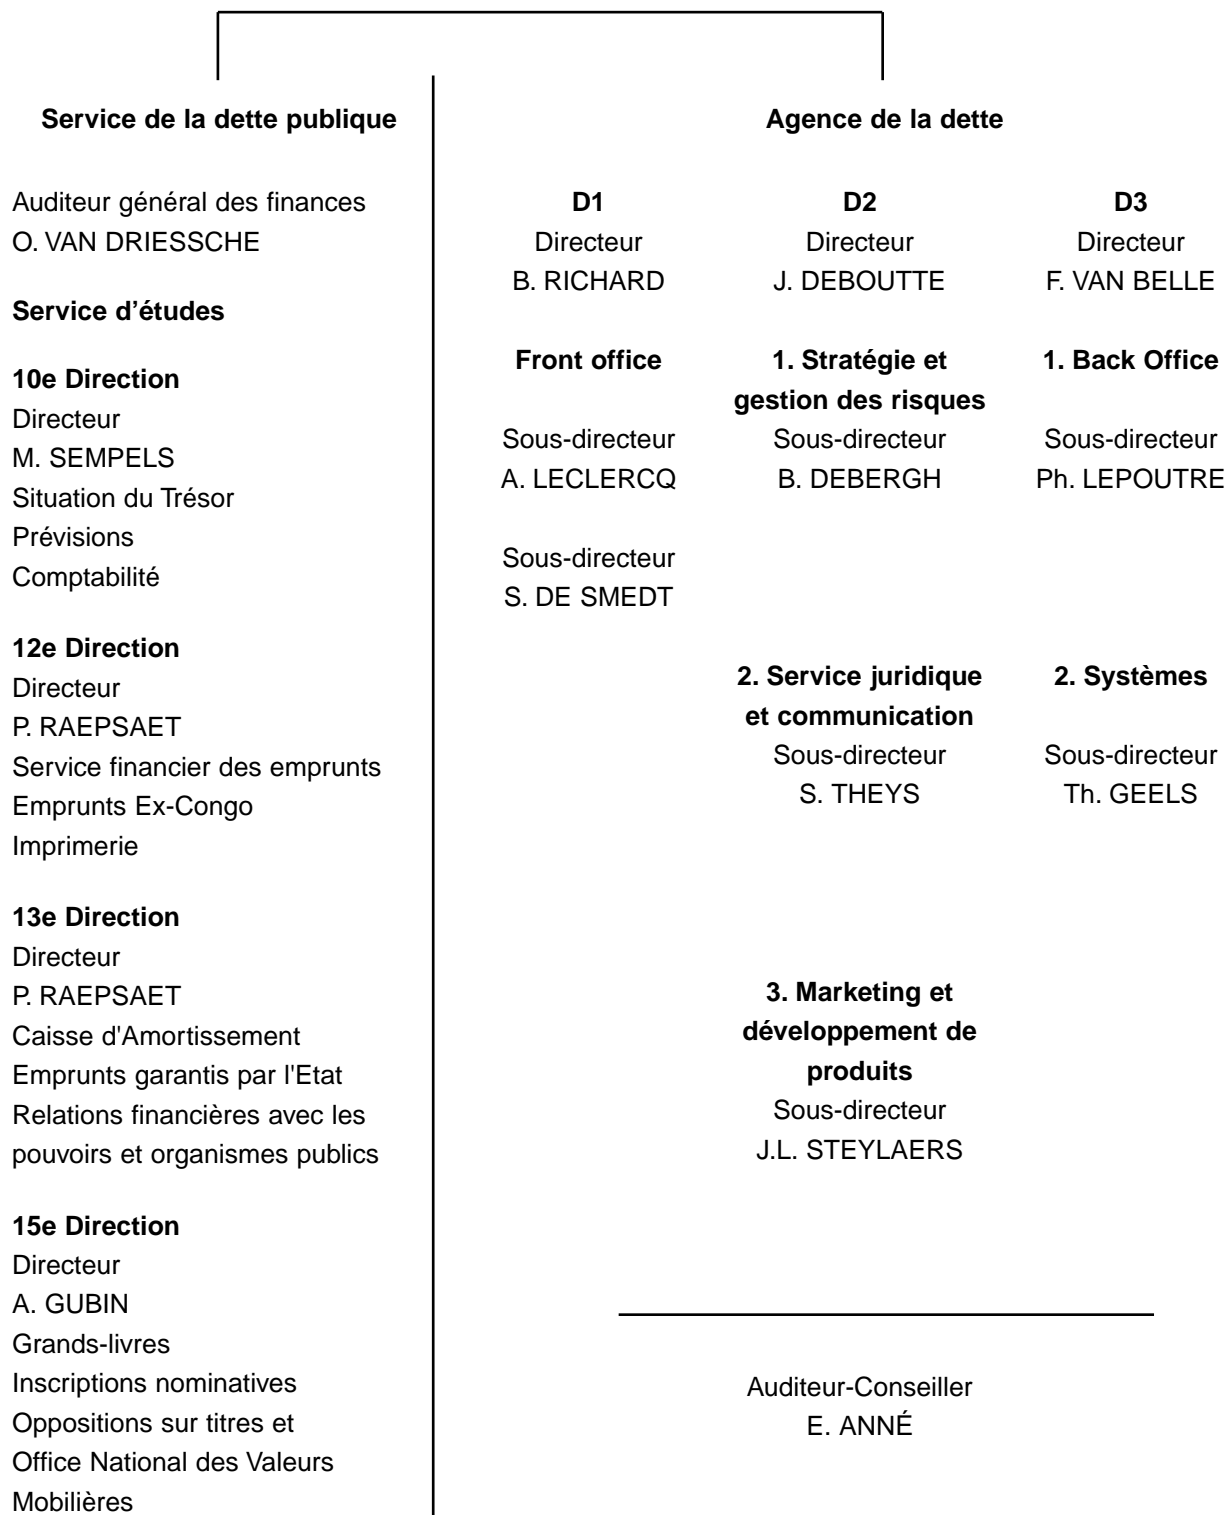 Service de la dette publique
Auditeur général des finances
O. VAN DRIESSCHE
Service d’études
10e Direction
Directeur
M. SEMPELS
Situation du Trésor
Prévisions
Comptabilité
12e Direction
Directeur
P. RAEPSAET
Service financier des emprunts
Emprunts Ex-Congo
Imprimerie
13e Direction
Directeur
P. RAEPSAET
Caisse d'Amortissement
Emprunts garantis par l'Etat
Relations financières avec les
pouvoirs et organismes publics
15e Direction
Directeur
A. GUBIN
Grands-livres
Inscriptions nominatives
Oppositions sur titres et
Office National des Valeurs
Mobilières
Agence de la dette
D1
Directeur
B. RICHARD
Front office
Sous-directeur
A. LECLERCQ
Sous-directeur
S. DE SMEDT
D2
Directeur
J. DEBOUTTE
1. Stratégie et
gestion des risques
Sous-directeur
B. DEBERGH
2. Service juridique
et communication
Sous-directeur
S. THEYS
3. Marketing et
développement de
produits
Sous-directeur
J.L. STEYLAERS
D3
Directeur
F. VAN BELLE
1. Back Office
Sous-directeur
Ph. LEPOUTRE
2. Systèmes
Sous-directeur
Th. GEELS
Auditeur-Conseiller
E. ANNÉ